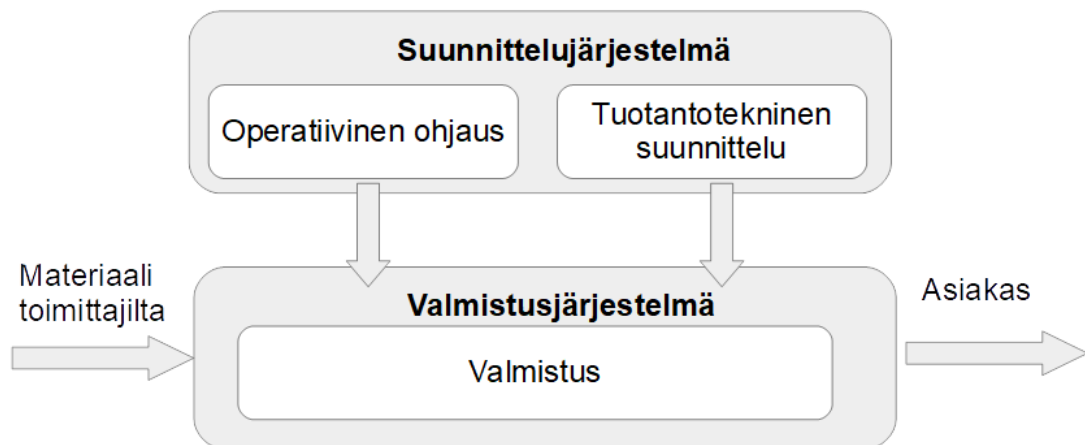 Suunnittelujärjestelmä
Operatiivinen ohjaus
Tuotantotekninen
suunnittelu
Materiaali
toimittajilta
Valmistusjärjestelmä
Valmistus
Asiakas